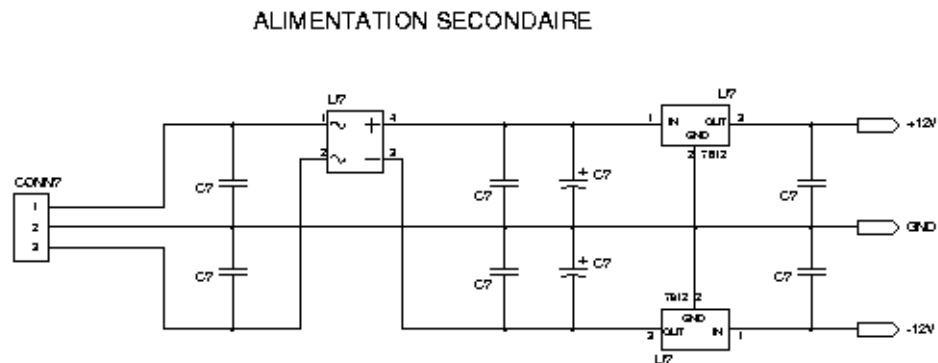 ALIMENTATION SECONDAIRE
U?
U?
1
4
1
IN
OUT
3
+12V
GND
2
3
2
7812
CONN?
C?
C?
C?
C?
1
2
GND
3
C?
C?
C?
C?
7812
2
GND
3
OUT
IN
1
-12V
U?